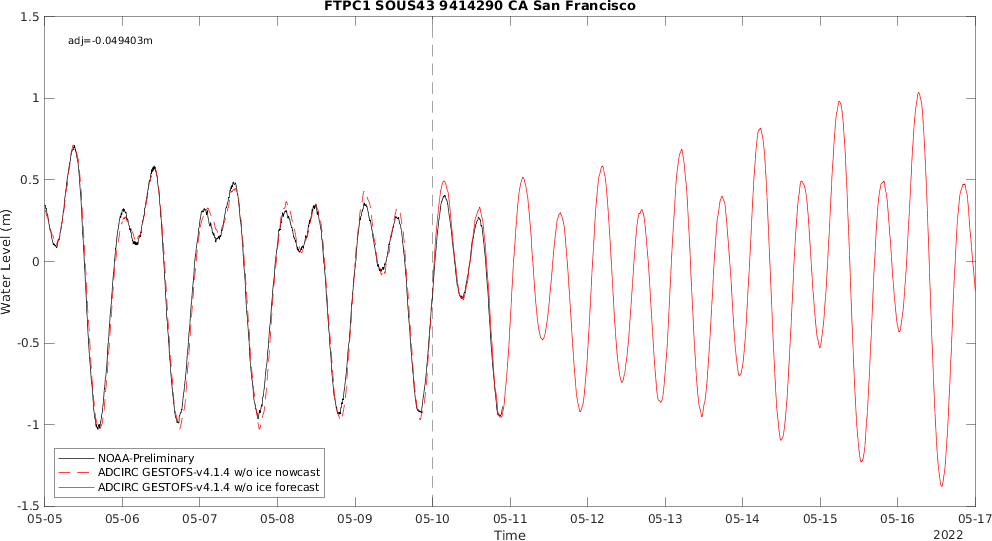 FTPC1 SOUS43 9414290 CA San Francisco
adj=-0.049403m
1.5
1
0.5
0
-0.5
-1
-1.5
Water Level (m)
NOAA-Preliminary
ADCIRC GESTOFS-v4.1.4 w/o ice nowcast
ADCIRC GESTOFS-v4.1.4 w/o ice forecast
05-05 05-06 05-07 05-08 05-09 05-10 05-11 05-12 05-13 05-14 05-15 05-16 05-17
Time
2022